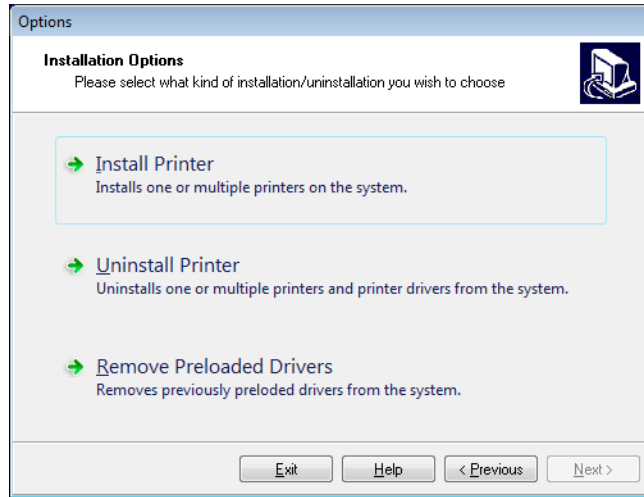 Options
Installation Options
Please select what kind of installation/uninstallation you wish to choose
Install Printer
Installs one or multiple printers on the system.
Uninstall Printer
Uninstalls one or multiple printers and printer drivers from the system.
Remove Preloaded Drivers
Removes previously preloded drivers from the system.
Exit Help < Previous Next >